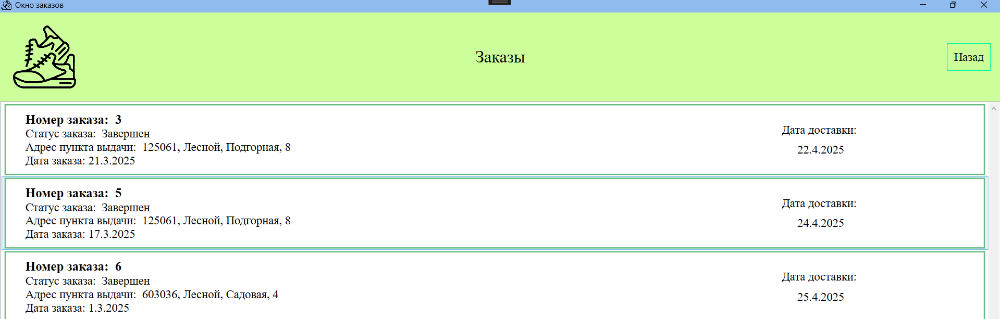 Окно заказов
Заказы
Назад
Номер заказа: 3
Статус заказа: Завершен
Адрес пункта выдачи: 125061, Лесной, Подгорная, 8
Дата заказа: 21.3.2025
Дата доставки:
22.4.2025
Номер заказа: 5
Статус заказа: Завершен
Адрес пункта выдачи: 125061, Лесной, Подгорная, 8
Дата заказа: 17.3.2025
Дата доставки:
24.4.2025
Номер заказа: 6
Статус заказа: Завершен
Адрес пункта выдачи: 603036, Лесной, Садовая, 4
Дата заказа: 1.3.2025
Дата доставки:
25.4.2025